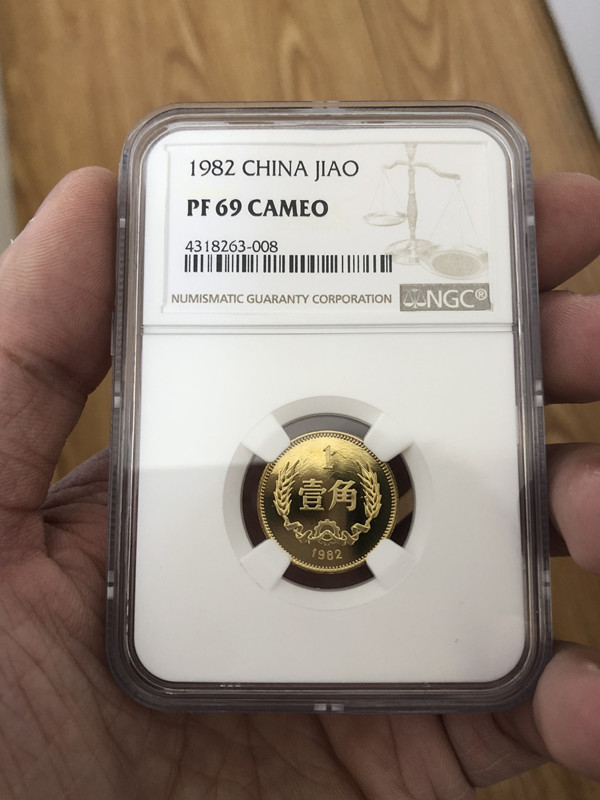 1982 CHINA JIAO
PF 69 CAMEO
4318263-008
NUMISMATIC GUARANTY CORPORATION NGC®
1
壹角
1982